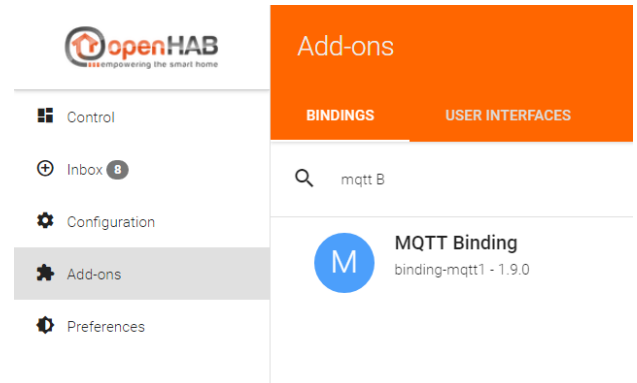 openHAB
empowering the smart home
Control
Inbox 8
Configuration
Add-ons
Preferences
Add-ons
BINDINGS USER INTERFACES
mqtt B
M
MQTT Binding
binding-mqtt1 - 1.9.0